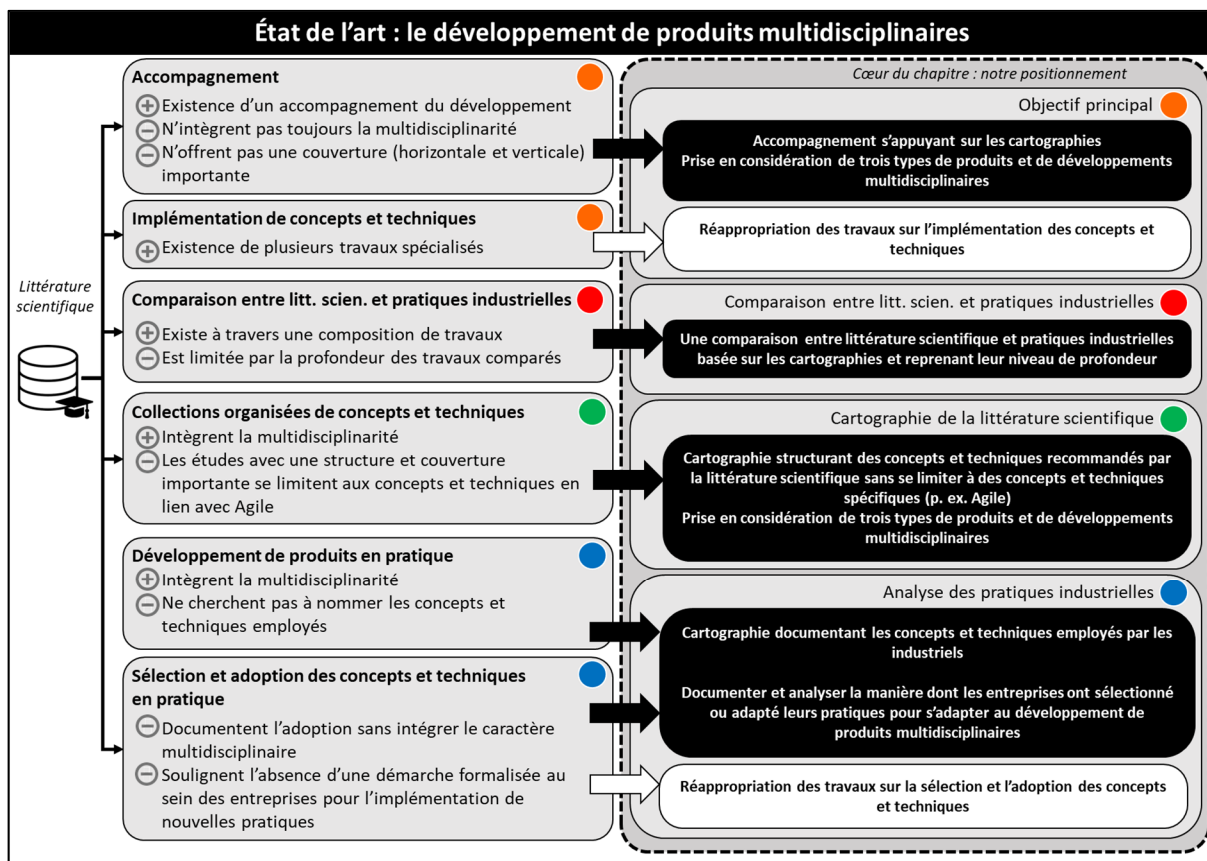 État de l'art : le développement de produits multidisciplinaires
Littérature
scientifique
Accompagnement
Existence d'un accompagnement du développement
N'intègrent pas toujours la multidisciplinarité
N'offrent pas une couverture (horizontale et verticale)
importante
Implémentation de concepts et techniques
Existence de plusieurs travaux spécialisés
Comparaison entre litt. scien. et pratiques industrielles
Existe à travers une composition de travaux
Est limitée par la profondeur des travaux comparés
Collections organisées de concepts et techniques
Intègrent la multidisciplinarité
Les études avec une structure et couverture
importante se limitent aux concepts et techniques en
lien avec Agile
Développement de produits en pratique
Intègrent la multidisciplinarité
Ne cherchent pas à nommer les concepts et
techniques employés
Sélection et adoption des concepts et techniques
en pratique
Documentent l'adoption sans intégrer le caractère
multidisciplinaire
Soulignent l'absence d'une démarche formalisée au
sein des entreprises pour l'implémentation de
nouvelles pratiques
Cœur du chapitre : notre positionnement
Objectif principal
Accompagnement s'appuyant sur les cartographies
Prise en considération de trois types de produits et de développements
multidisciplinaires
Réappropriation des travaux sur l'implémentation des concepts et
techniques
Comparaison entre litt. scien. et pratiques industrielles
Une comparaison entre littérature scientifique et pratiques industrielles
basée sur les cartographies et reprenant leur niveau de profondeur
Cartographie de la littérature scientifique
Cartographie structurant des concepts et techniques recommandés par
la littérature scientifique sans se limiter à des concepts et techniques
spécifiques (p. ex. Agile)
Prise en considération de trois types de produits et de développements
multidisciplinaires
Analyse des pratiques industrielles
Cartographie documentant les concepts et techniques employés par les
industriels
Documenter et analyser la manière dont les entreprises ont sélectionné
ou adapté leurs pratiques pour s'adapter au développement de
produits multidisciplinaires
Réappropriation des travaux sur la sélection et l'adoption des concepts
et techniques